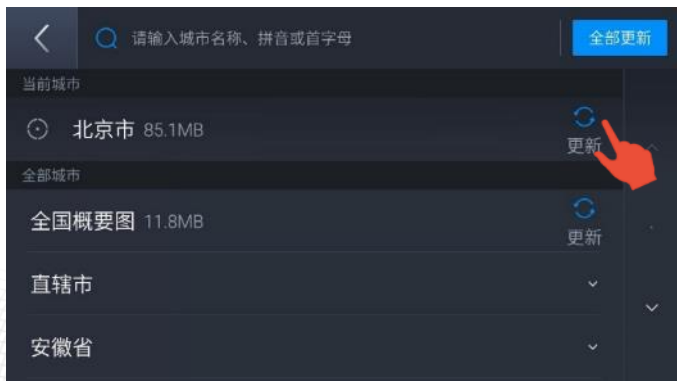 请输入城市名称、拼音或首字母 全部更新
当前城市
北京市 85.1MB 更新
全部城市
全国概要图 11.8MB 更新
直辖市
安徽省